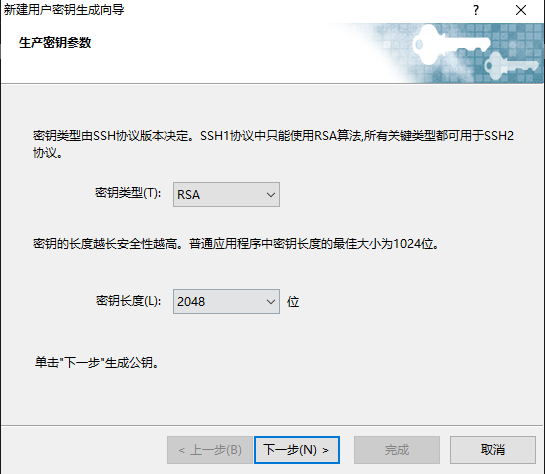 新建用户密钥生成向导
?
生产密钥参数
密钥类型由SSH协议版本决定。SSH1协议中只能使用RSA算法,所有关键类型都可用于SSH2
协议。
密钥类型(T): RSA
密钥的长度越长安全性越高。普通应用程序中密钥长度的最佳大小为1024位。
密钥长度(L): 2048 位
单击"下一步"生成公钥。
< 上一步(B) 下一步(N) > 完成 取消